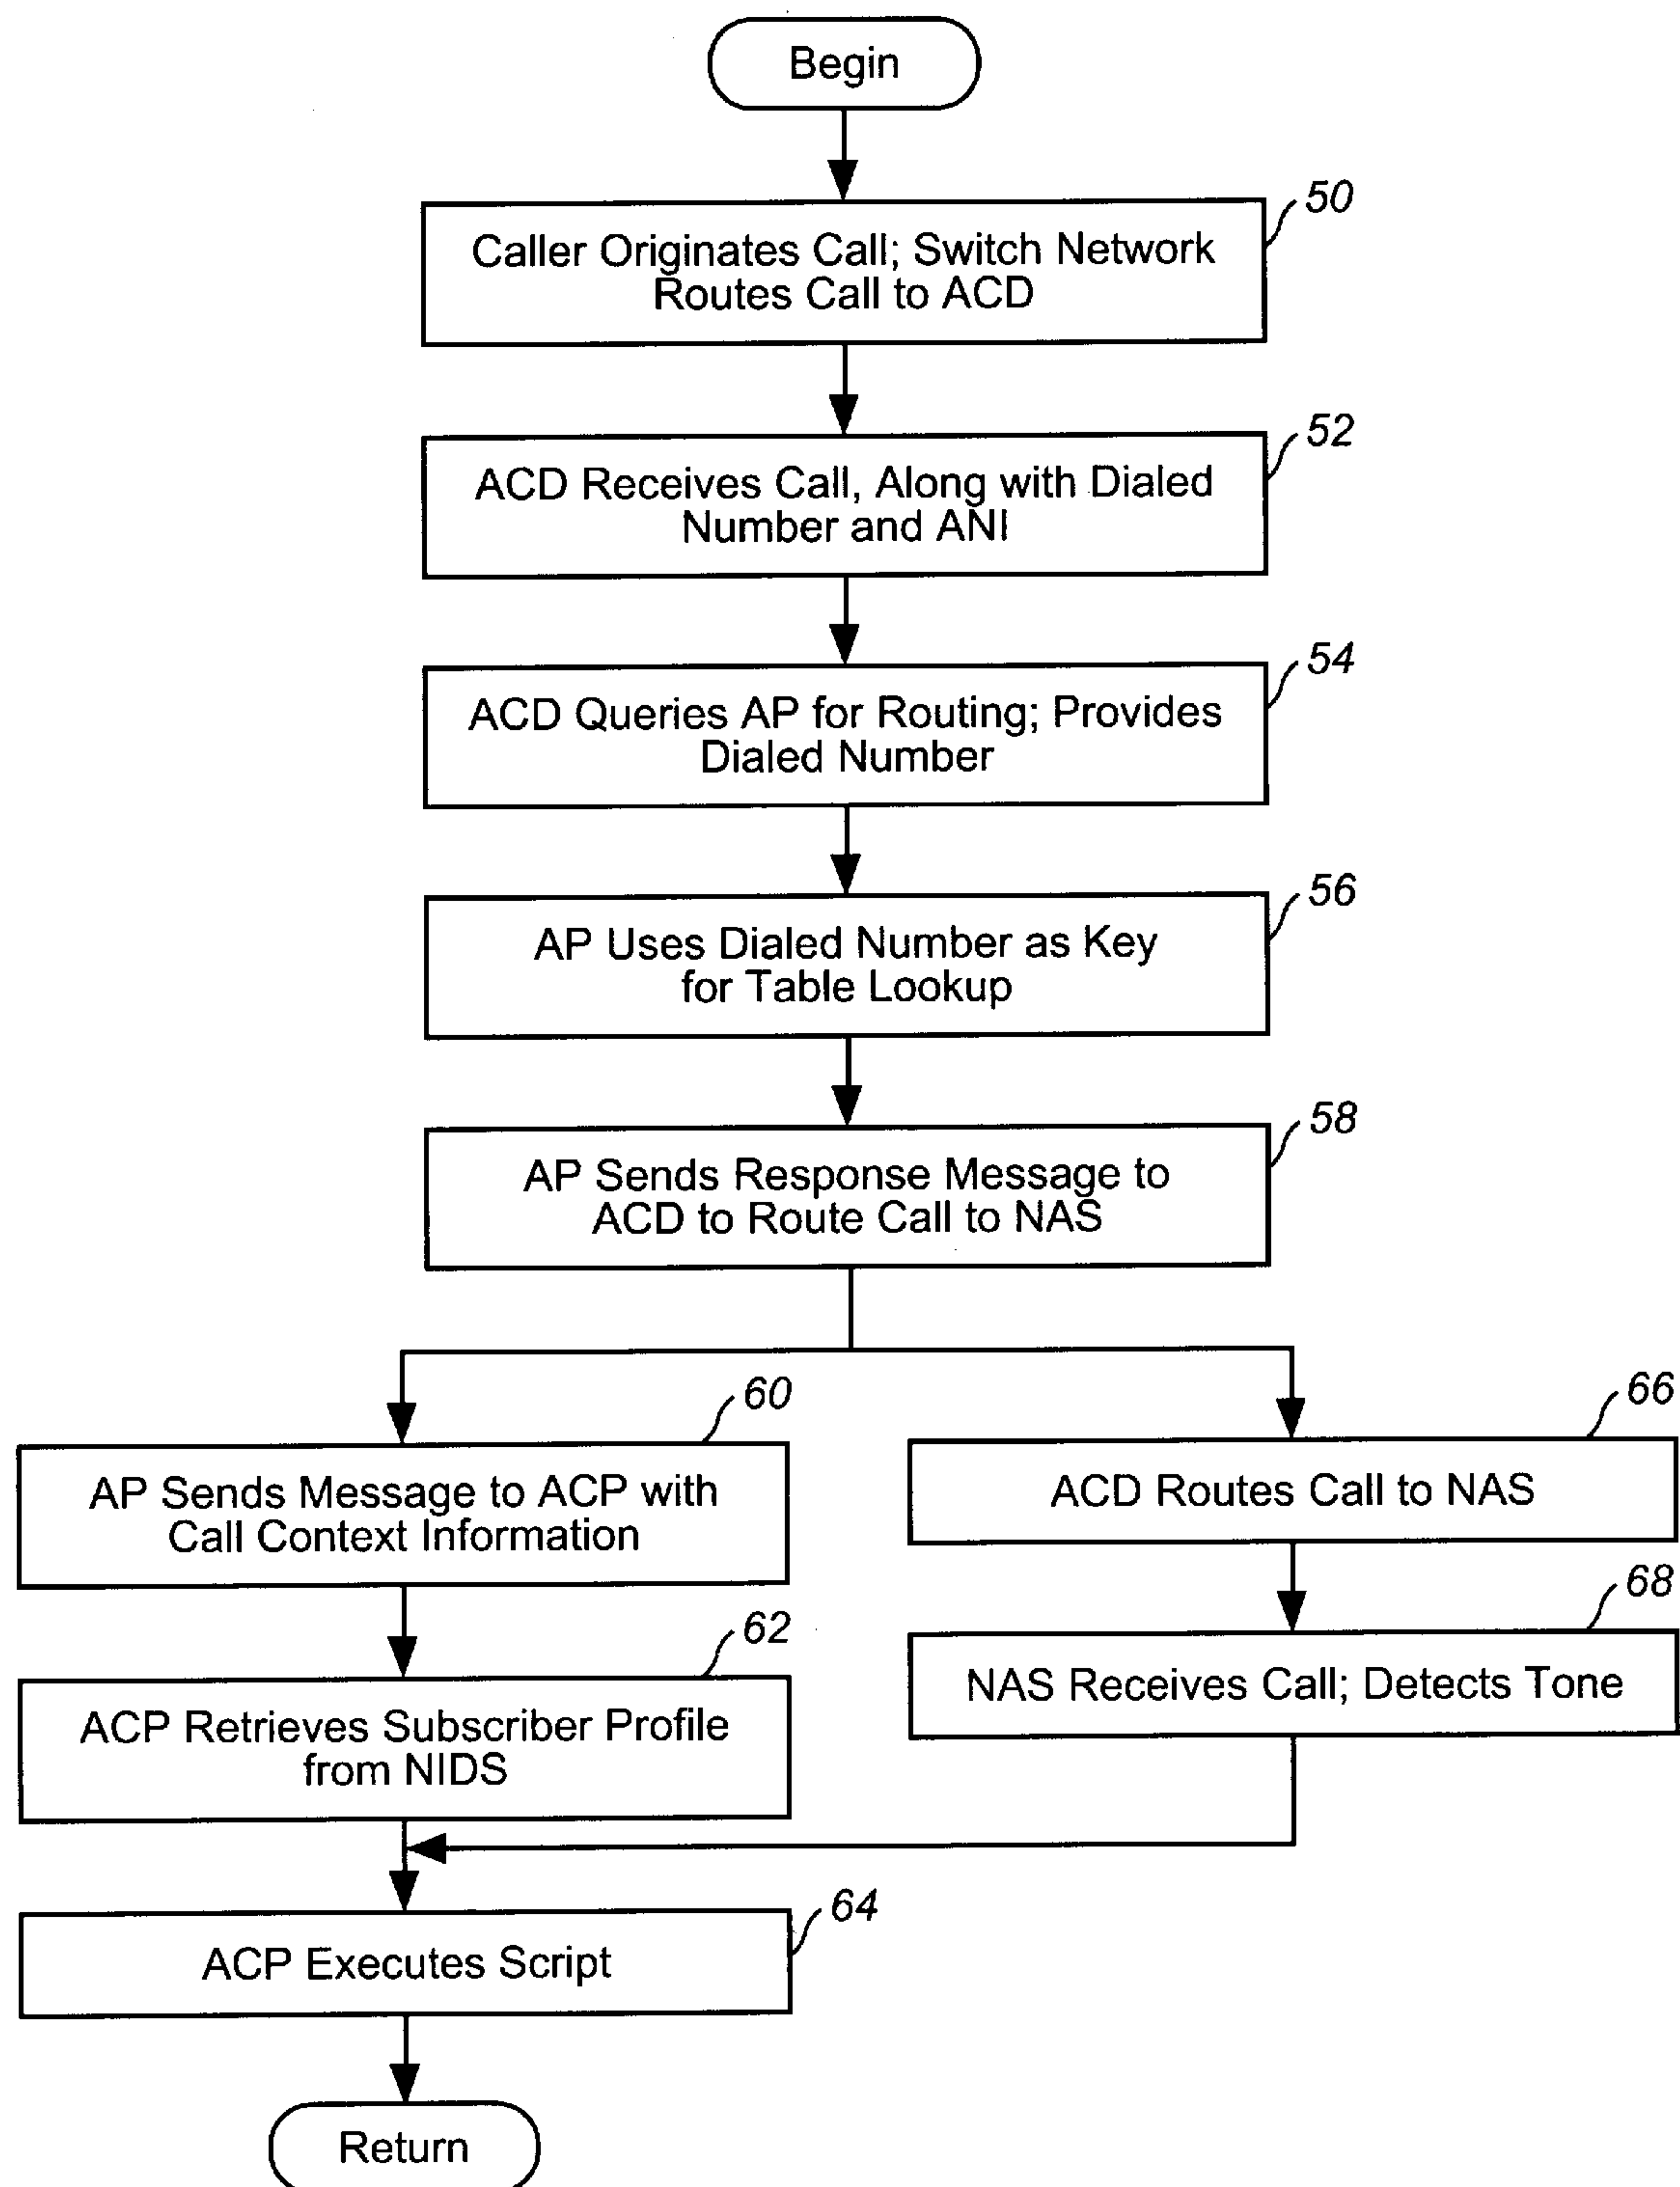 Begin
50
Caller Originates Call; Switch Network
Routes Call to ACD
52
ACD Receives Call, Along with Dialed
Number and ANI
54
ACD Queries AP for Routing; Provides
Dialed Number
56
AP Uses Dialed Number as Key
for Table Lookup
58
AP Sends Response Message to
ACD to Route Call to NAS
60
AP Sends Message to ACP with
Call Context Information
62
ACP Retrieves Subscriber Profile
from NIDS
66
ACD Routes Call to NAS
68
NAS Receives Call; Detects Tone
64
ACP Executes Script
Return